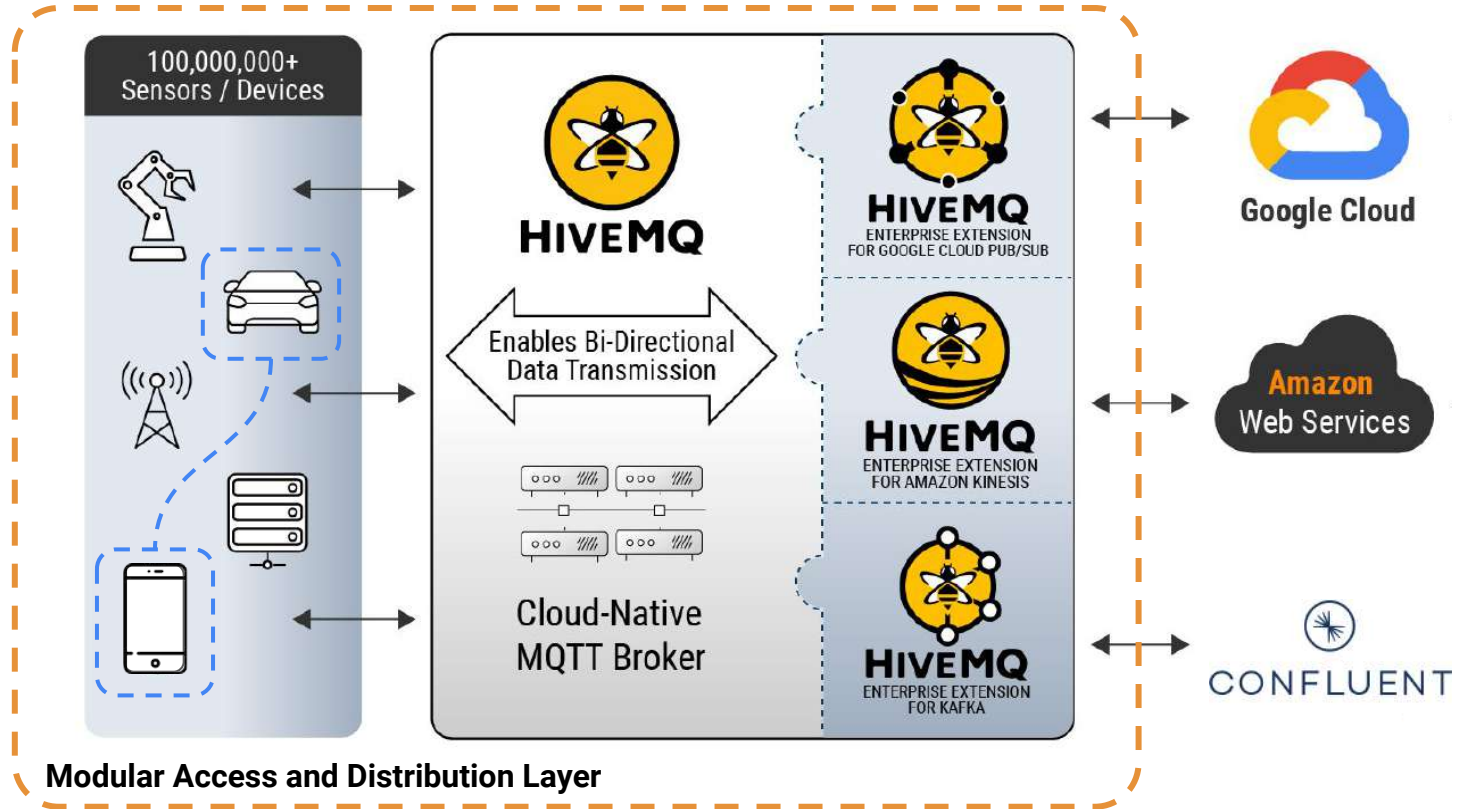 100,000,000+
Sensors / Devices
HIVEMQ
Enables Bi-Directional
Data Transmission
Cloud-Native
MQTT Broker
HIVEMQ
ENTERPRISE EXTENSION
FOR GOOGLE CLOUD PUB/SUB
HIVEMQ
ENTERPRISE EXTENSION
FOR AMAZON KINESIS
HIVEMQ
ENTERPRISE EXTENSION
FOR KAFKA
Google Cloud
Amazon
Web Services
CONFLUENT
Modular Access and Distribution Layer